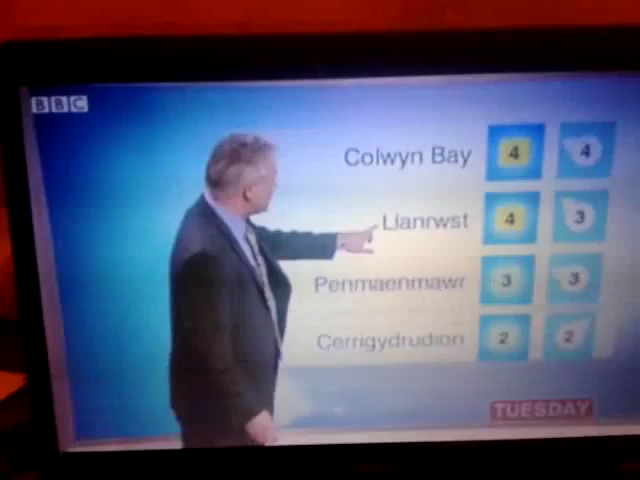 BBC
Colwyn Bay 4 4
Llanrwst 4 3
Penmaenmawr 3 3
Cerrigydrudion 2 2
TUESDAY